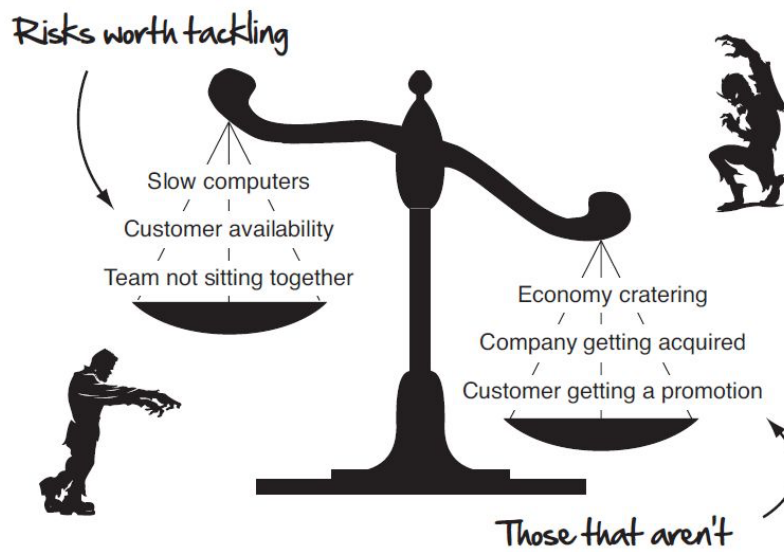 Risks worth tackling
Slow computers
Customer availability
Team not sitting together
Economy cratering
Company getting acquired
Customer getting a promotion
Those that aren't